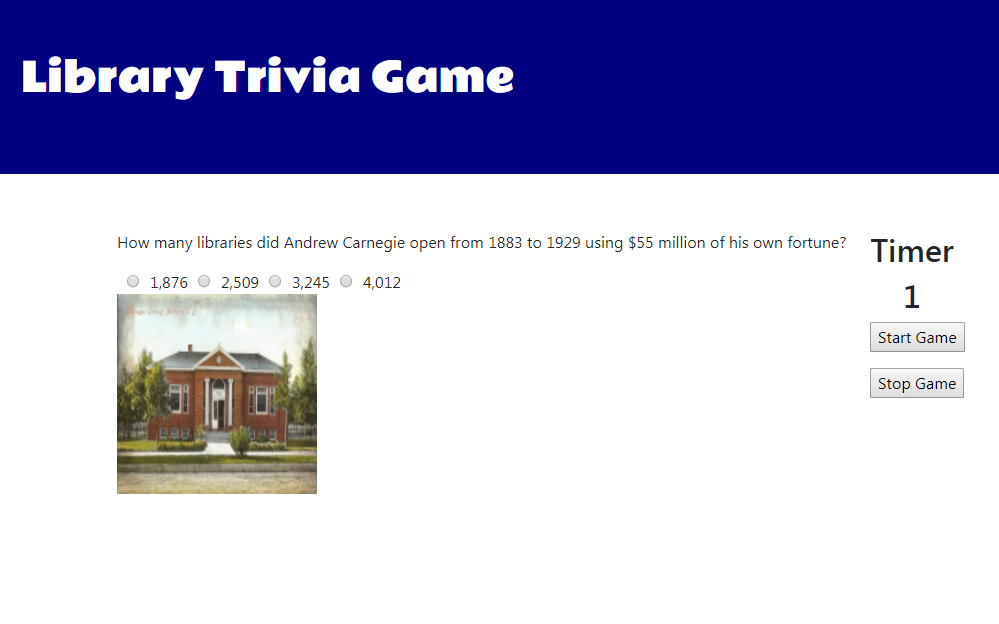 Library Trivia Game
How many libraries did Andrew Carnegie open from 1883 to 1929 using $55 million of his own fortune?
1,876 2,509 3,245 4,012
Timer
1
Start Game
Stop Game